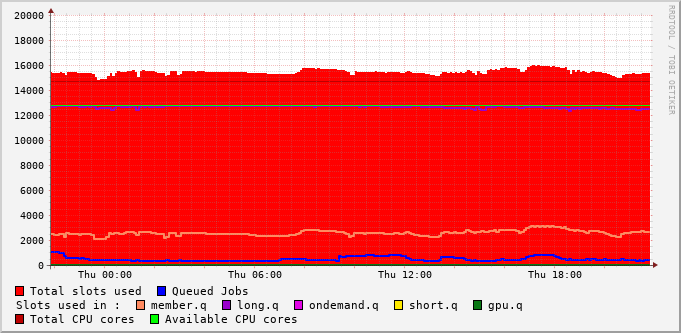 20000
18000
16000
14000
12000
10000
8000
6000
4000
2000
0
Thu 00:00 Thu 06:00 Thu 12:00 Thu 18:00
RRDTOOL / TOBI OETIKER
Total slots used Queued Jobs
Slots used in : member.q long.q ondemand.q short.q gpu.q
Total CPU cores Available CPU cores